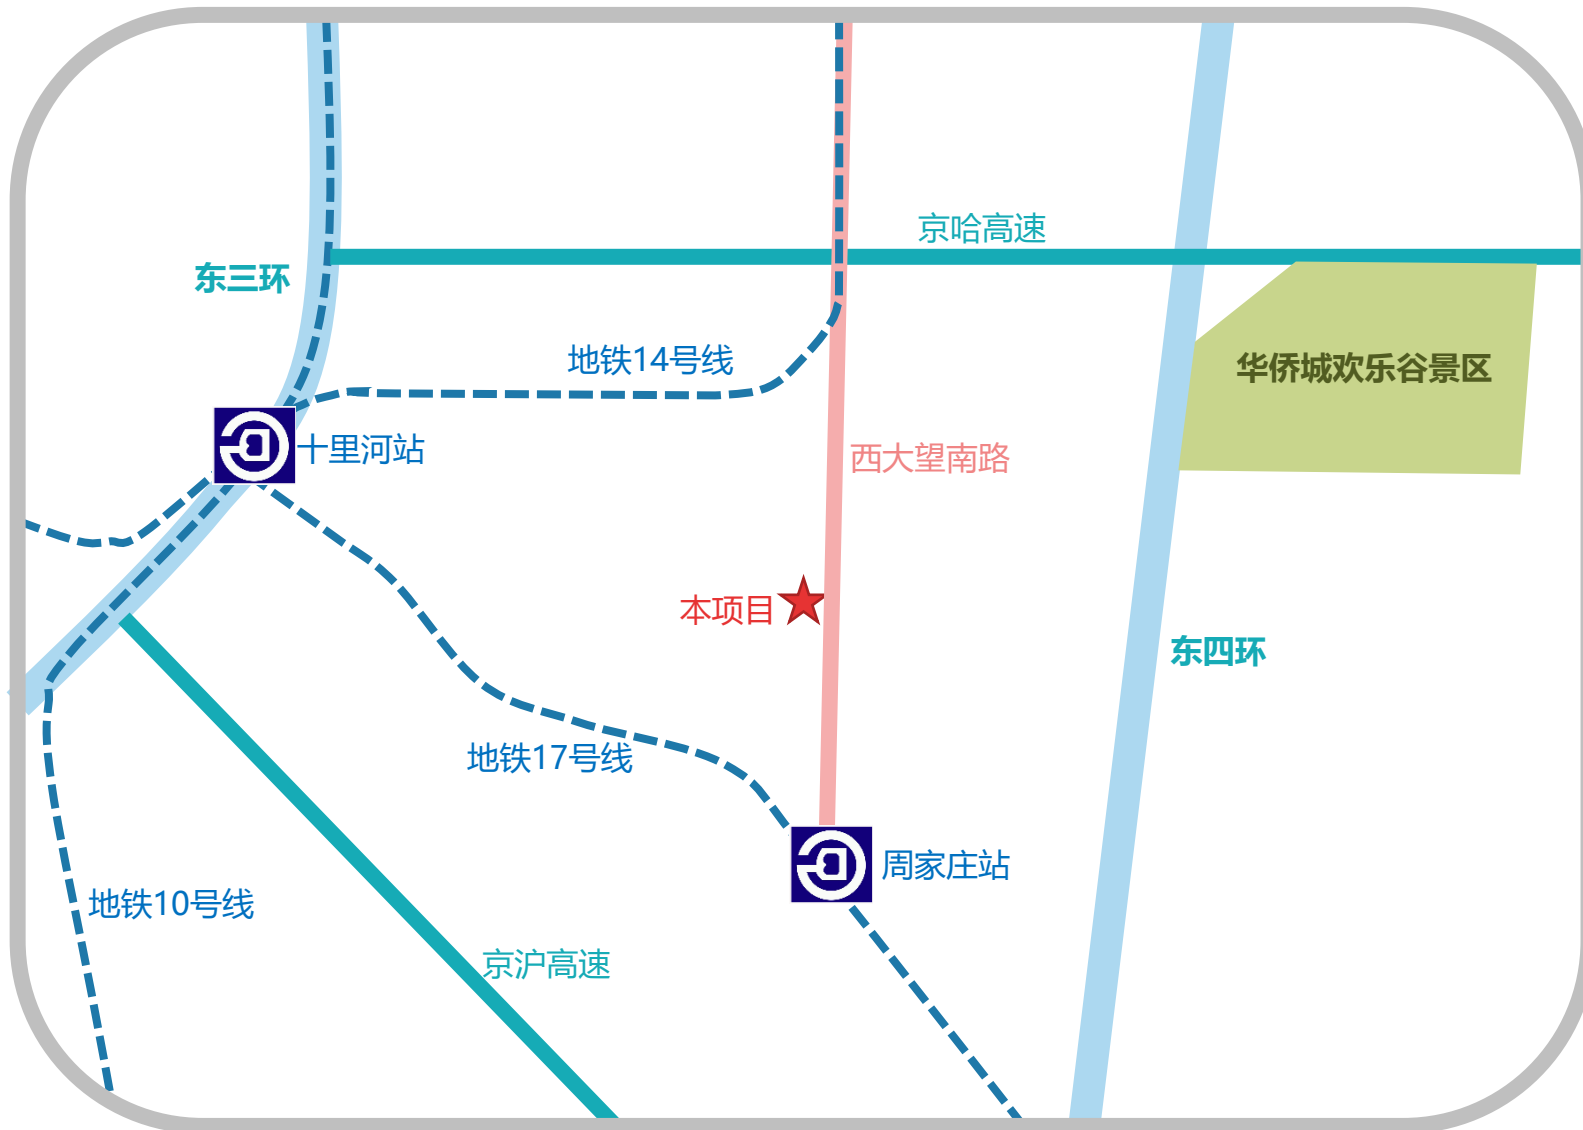 京哈高速
东三环
地铁14号线
华侨城欢乐谷景区
十里河站
西大望南路
本项目
东四环
地铁17号线
周家庄站
地铁10号线
京沪高速